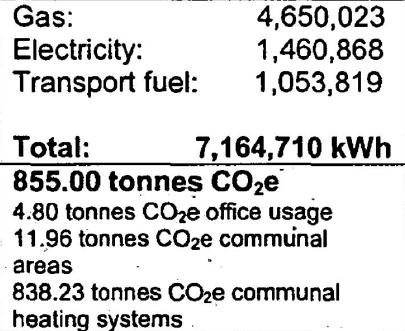 Gas: 4,650,023
Electricity: 1,460,868
Transport fuel: 1,053,819
Total: 7,164,710 kWh
855.00 tonnes CO₂e
4.80 tonnes CO₂e office usage
11.96 tonnes CO₂e communal
areas
838.23 tonnes CO₂e communal
heating systems